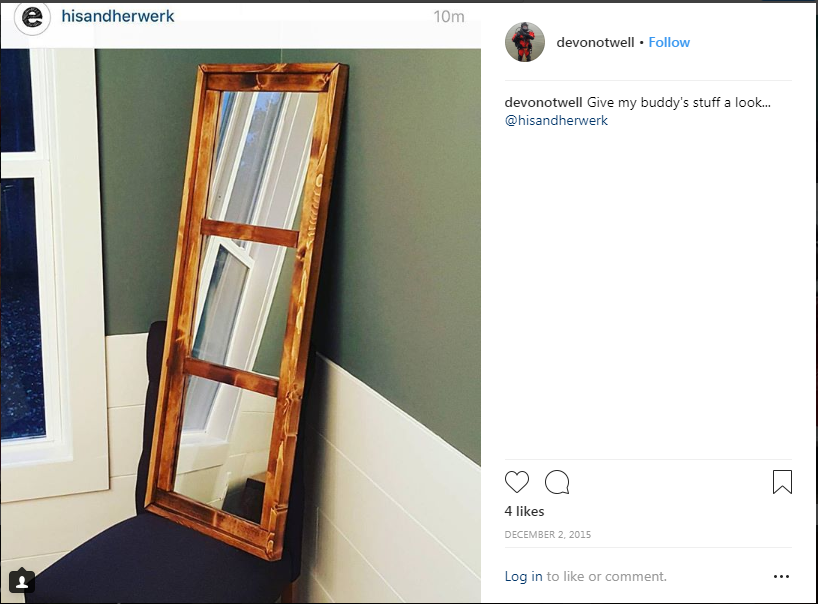 hisandherwerk 10m
devonotwell • Follow
devonotwell Give my buddy's stuff a look...
@hisandherwerk
4 likes
DECEMBER 2, 2015
Log in to like or comment.